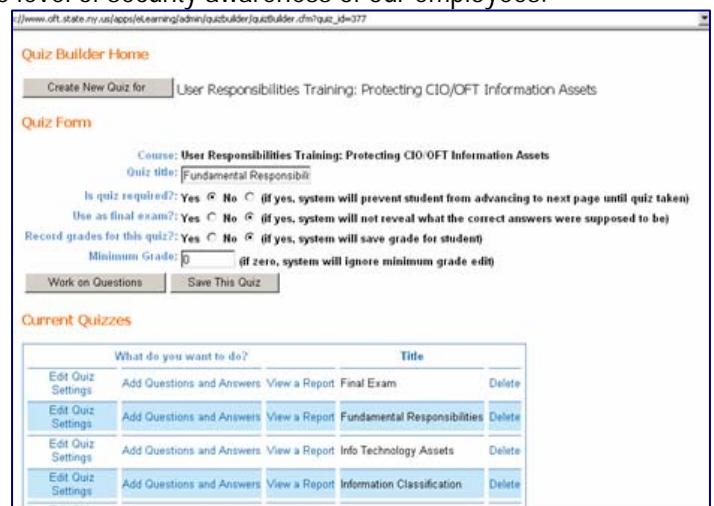 level of security awareness of our employees.
://www.oft.state.ny.us/apps/eLearning/admin/quizbuilder/quizBuilder.cfm?quiz_id=377
Quiz Builder Home
Create New Quiz for User Responsibilities Training: Protecting CIO/OFT Information Assets
Quiz Form
Course: User Responsibilities Training: Protecting CIO/OFT Information Assets
Quiz title: Fundamental Responsibili
Is quiz required?: Yes No (if yes, system will prevent student from advancing to next page until quiz taken)
Use as final exam?: Yes No (if yes, system will not reveal what the correct answers were supposed to be)
Record grades for this quiz?: Yes No (if yes, system will save grade for student)
Minimum Grade: 0 (if zero, system will ignore minimum grade edit)
Work on Questions Save This Quiz
Current Quizzes
What do you want to do? Title
Edit Quiz Settings Add Questions and Answers View a Report Final Exam Delete
Edit Quiz Settings Add Questions and Answers View a Report Fundamental Responsibilities Delete
Edit Quiz Settings Add Questions and Answers View a Report Info Technology Assets Delete
Edit Quiz Settings Add Questions and Answers View a Report Information Classification Delete